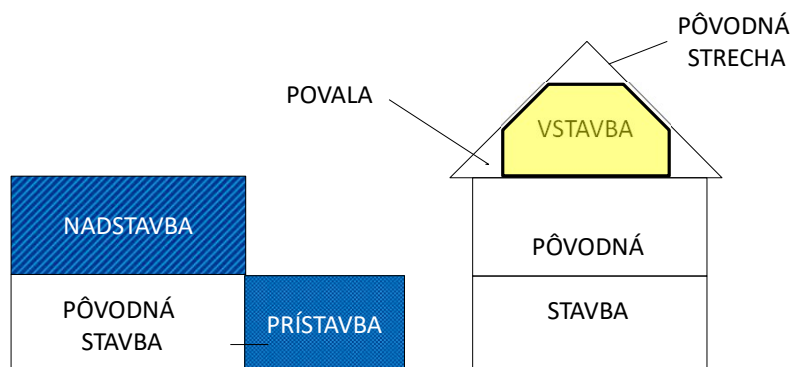 PÔVODNÁ
STRECHA
POVALA
VSTAVBA
NADSTAVBA
PÔVODNÁ
PÔVODNÁ
STAVBA
PRÍSTAVBA
STAVBA